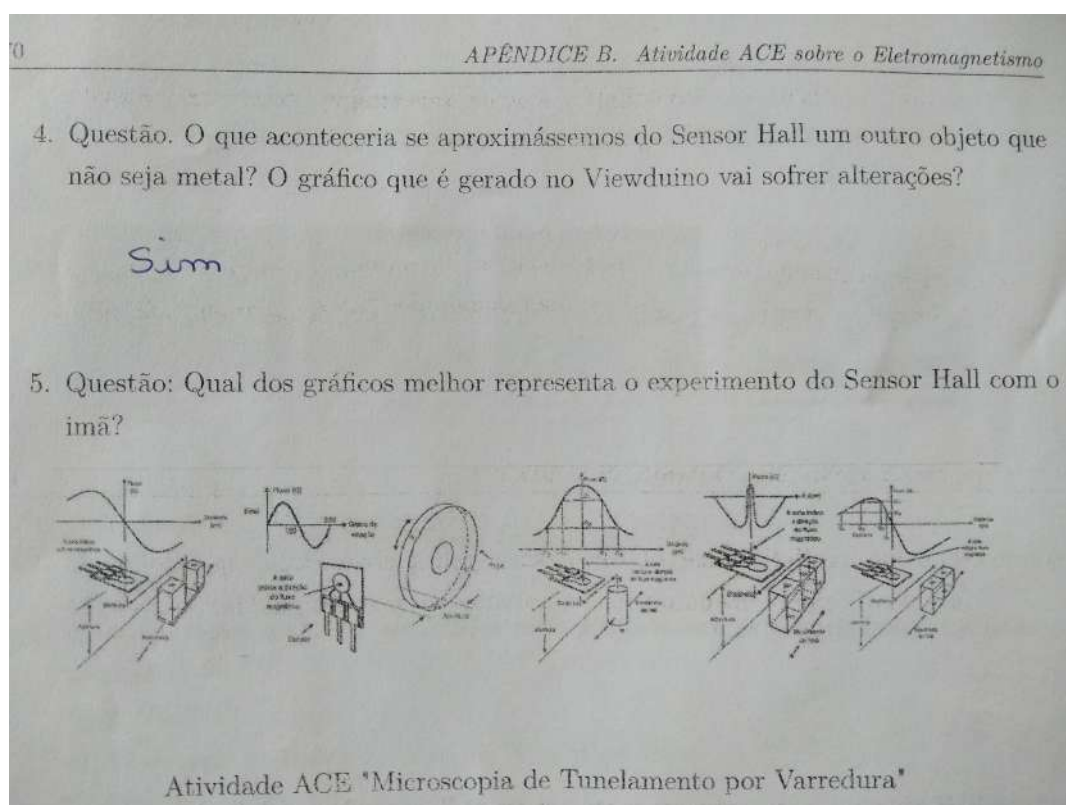 70
APÊNDICE B. Atividade ACE sobre o Eletromagnetismo
4. Questão. O que aconteceria se aproximássemos do Sensor Hall um outro objeto que
não seja metal? O gráfico que é gerado no Viewduino vai sofrer alterações?
Sim
5. Questão: Qual dos gráficos melhor representa o experimento do Sensor Hall com o
imã?
Atividade ACE "Microscopia de Tunelamento por Varredura"